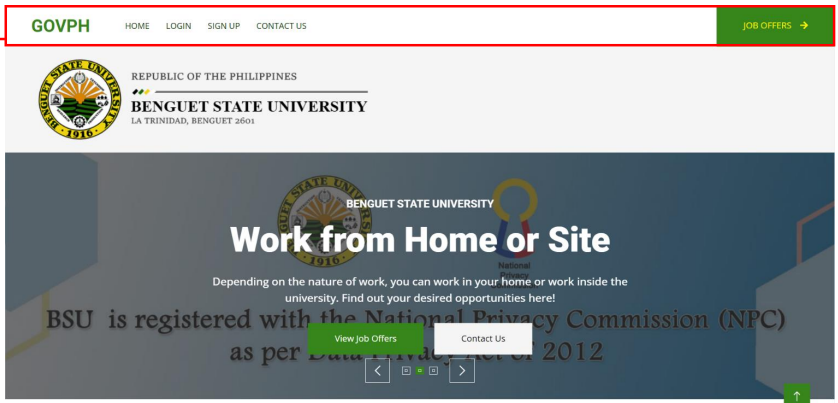 GOVPH HOME LOGIN SIGN UP CONTACT US JOB OFFERS →
STATE UNIVERSITY
1916
REPUBLIC OF THE PHILIPPINES
BENGUET STATE UNIVERSITY
LA TRINIDAD, BENGUET 2601
BENGUET STATE UNIVERSITY
Work from Home or Site
1916
National
Privacy
Depending on the nature of work, you can work in your home or work inside the
university. Find out your desired opportunities here!
BSU is registered with the National Privacy Commission (NPC)
View Job Offers Contact Us
as per Data Privacy Act of 2012